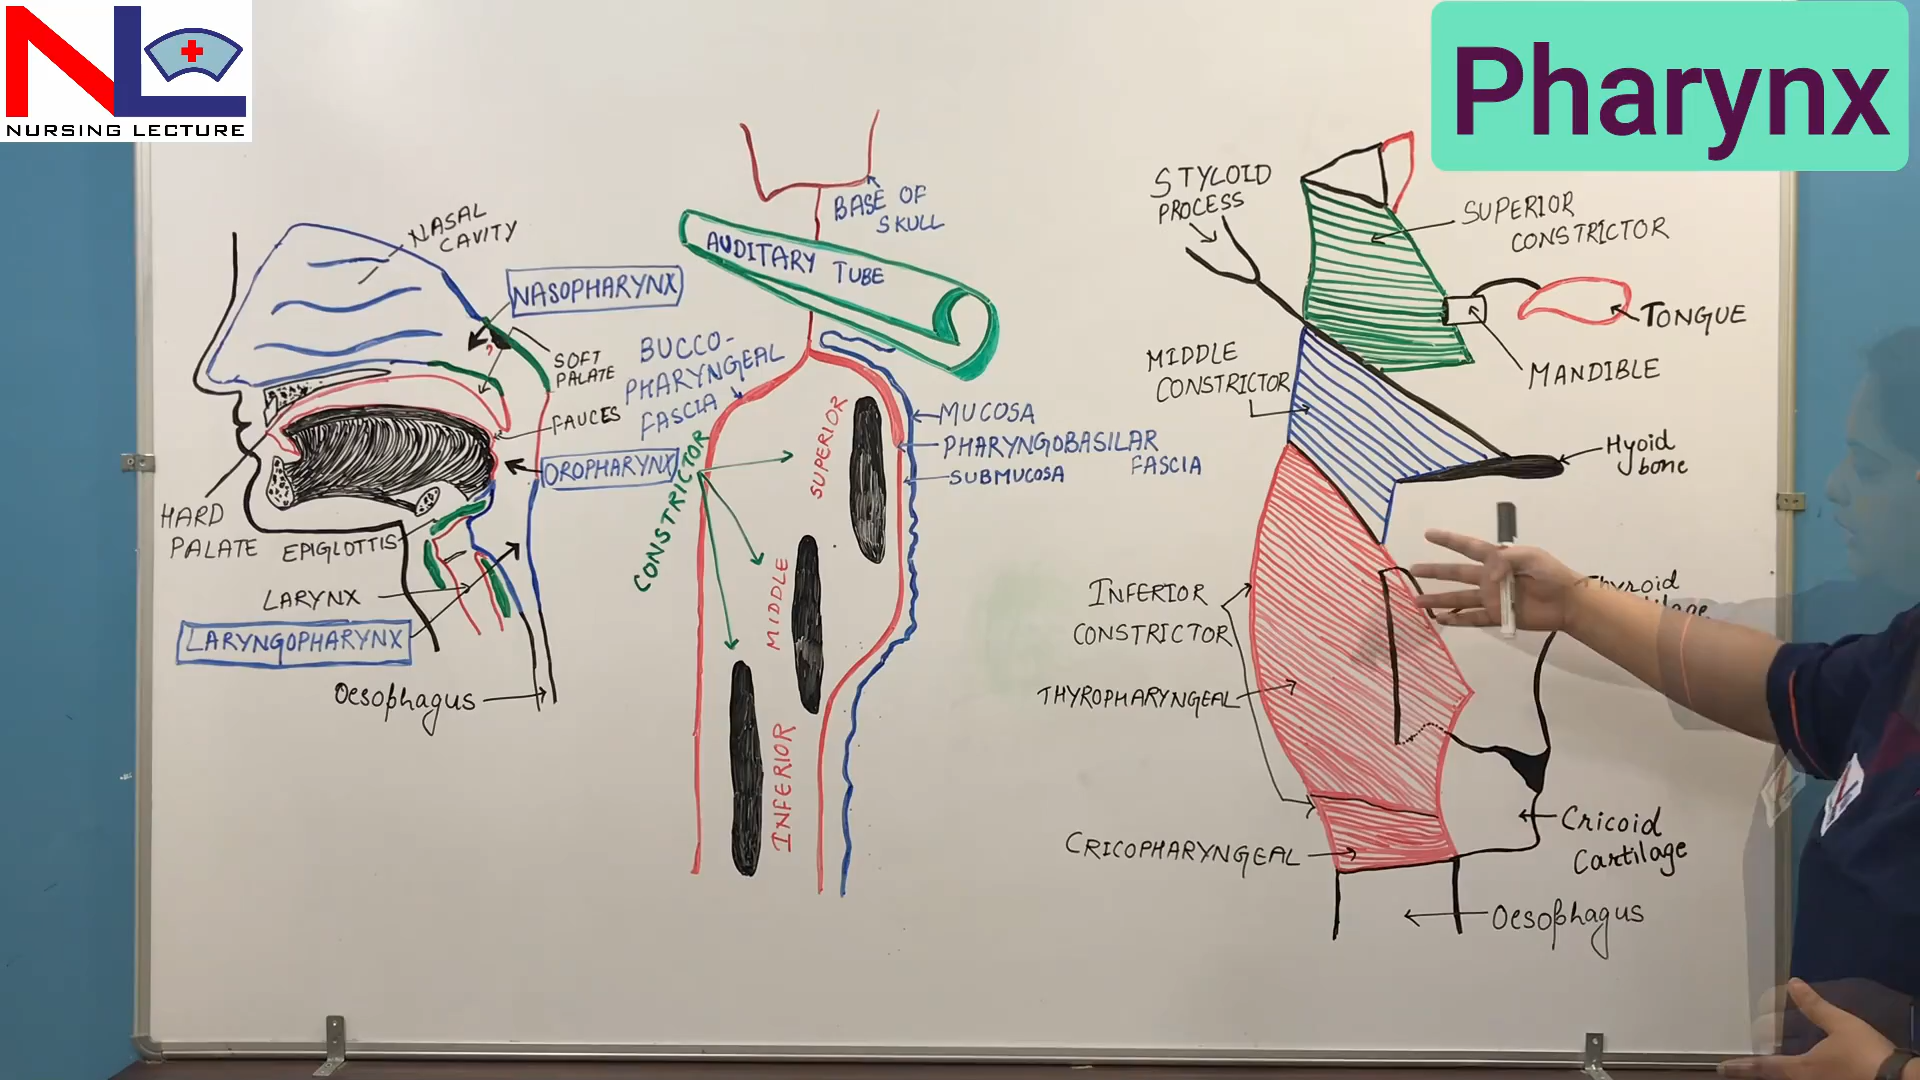 NL
NURSING LECTURE
Pharynx
NASAL
CAVITY
NASOPHARYNX
SOFT
PALATE
FAUCES
OROPHARYNX
HARD
PALATE
EPIGLOTTIS
LARYNX
LARYNGOPHARYNX
Oesophagus
BASE OF
SKULL
AUDITARY TUBE
BUCCO-
PHARYNGEAL
FASCIA
CONSTRICTOR
SUPERIOR
MIDDLE
INFERIOR
MUCOSA
PHARYNGOBASILAR
FASCIA
SUBMUCOSA
STYLOID
PROCESS
SUPERIOR
CONSTRICTOR
TONGUE
MANDIBLE
MIDDLE
CONSTRICTOR
Hyoid
bone
INFERIOR
CONSTRICTOR
THYROPHARYNGEAL
CRICOPHARYNGEAL
Cricoid
Cartilage
Oesophagus